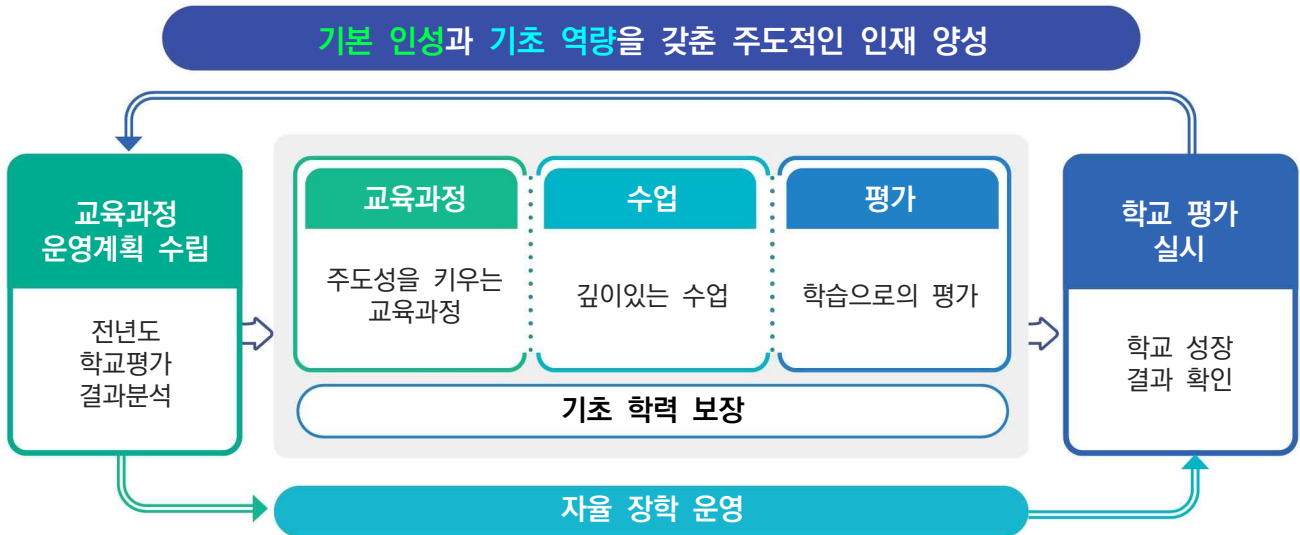 기본 인성과 기초 역량을 갖춘 주도적인 인재 양성
교육과정
운영계획 수립
전년도
학교평가
결과분석
교육과정
주도성을 키우는
교육과정
수업
깊이있는 수업
평가
학습으로의 평가
기초 학력 보장
학교 평가
실시
학교 성장
결과 확인
자율 장학 운영